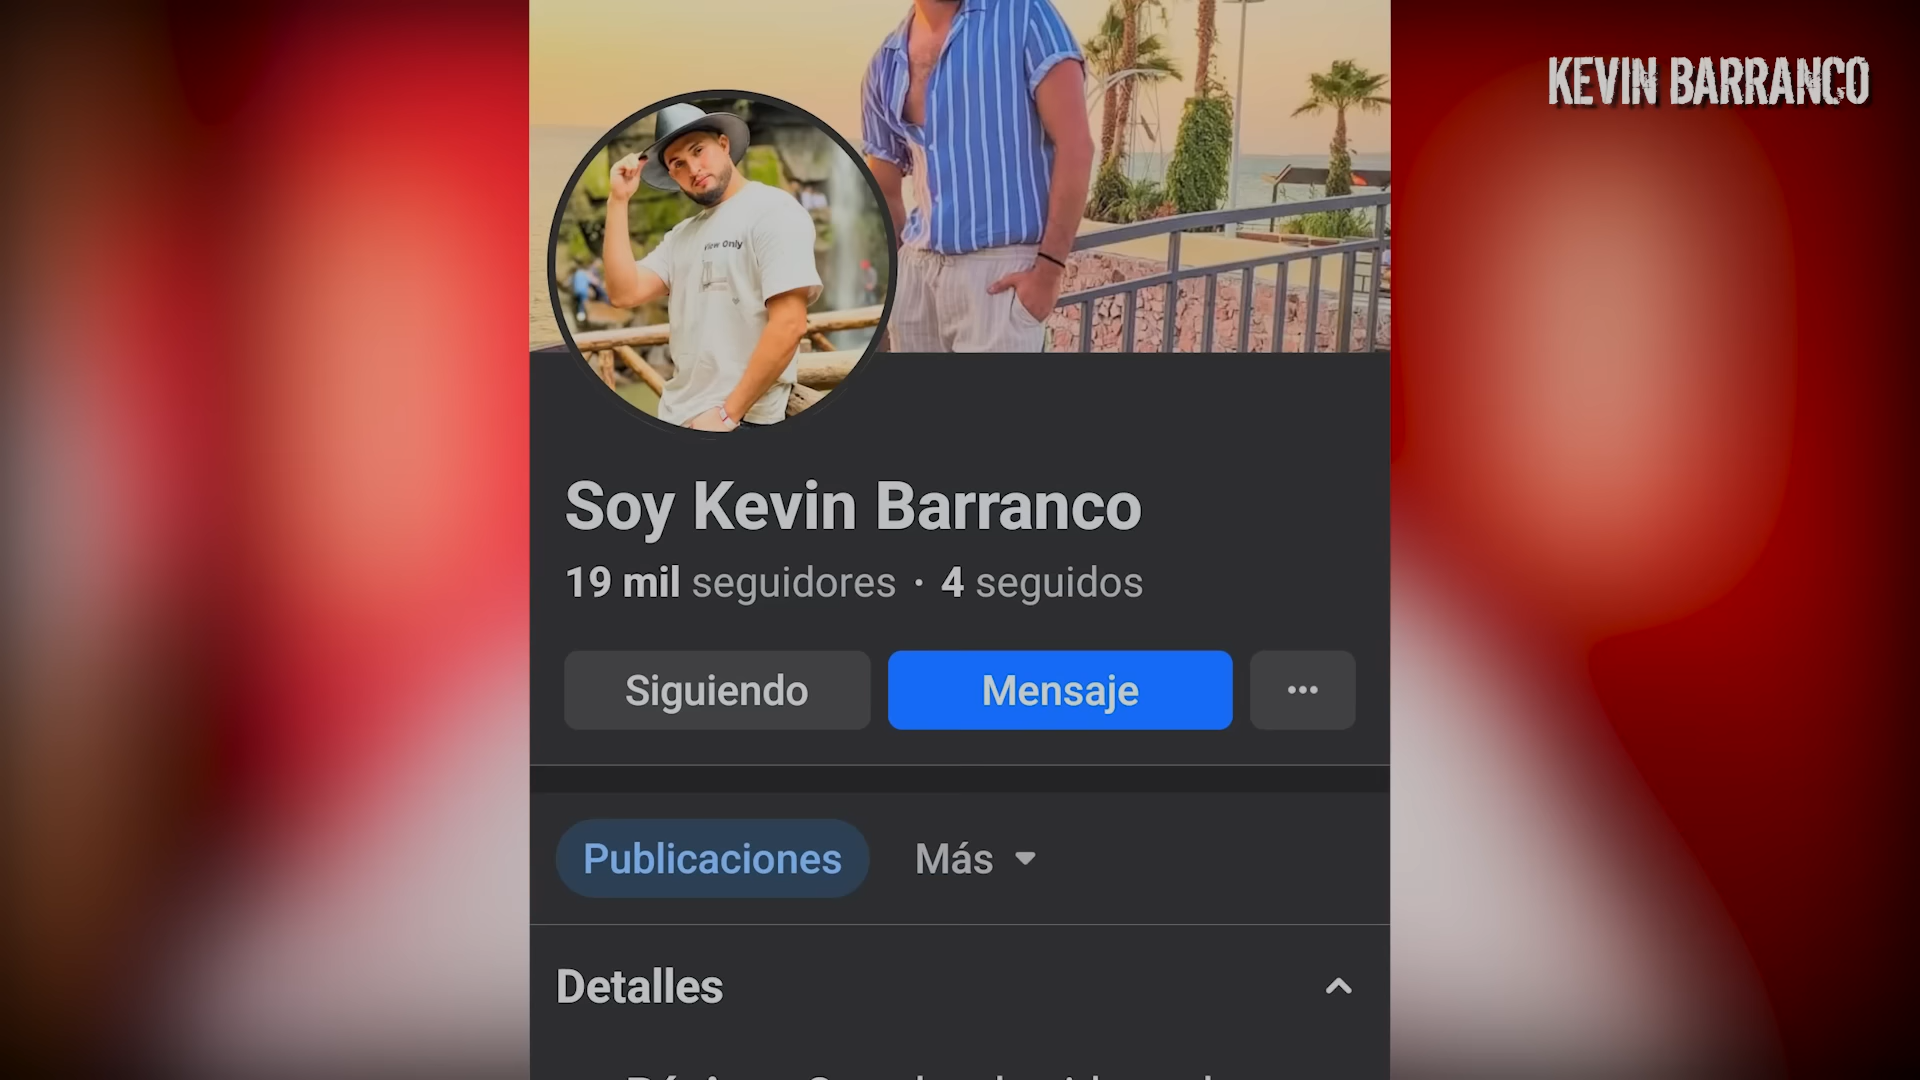 KEVIN BARRANCO
View Only
Soy Kevin Barranco
19 mil seguidores · 4 seguidos
Siguiendo
Mensaje
Publicaciones
Más
Detalles